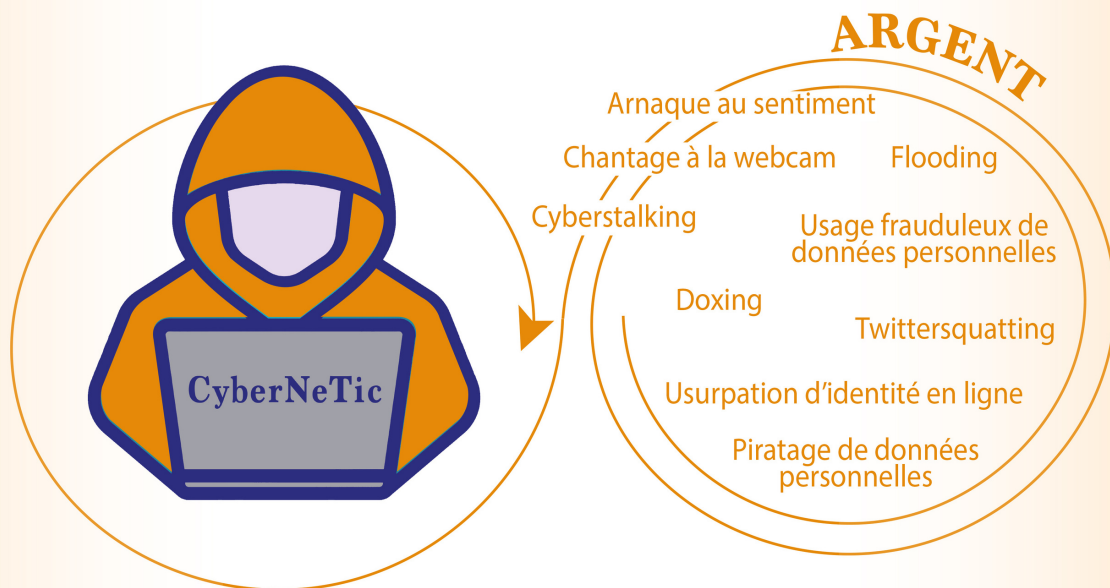 ARGENT
Arnaque au sentiment
Chantage à la webcam
Flooding
Cyberstalking
Usage frauduleux de
données personnelles
Doxing
Twittersquatting
Usurpation d’identité en ligne
Piratage de données
personnelles
CyberNeTic